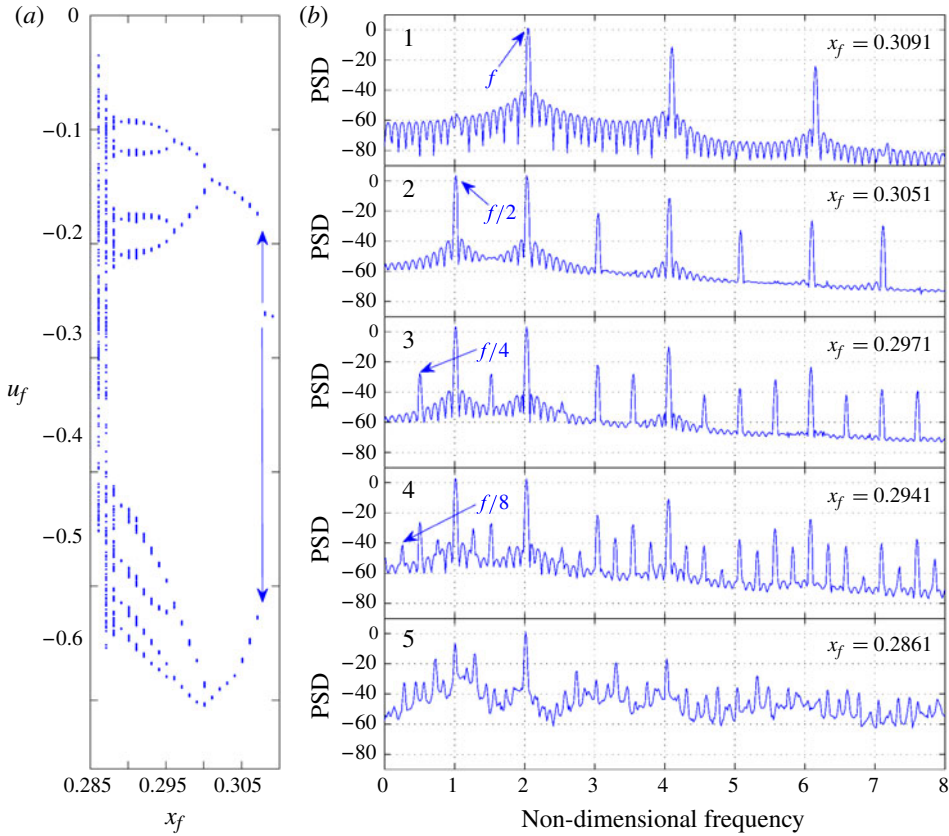 (a)
0
−0.1
−0.2
−0.3
u_f
−0.4
−0.5
−0.6
0.285 0.295 0.305
x_f
(b)
PSD
0
−20
−40
−60
−80
1
f
x_f = 0.3091
PSD
0
−20
−40
−60
−80
2
f/2
x_f = 0.3051
PSD
0
−20
−40
−60
−80
3
f/4
x_f = 0.2971
PSD
0
−20
−40
−60
−80
4
f/8
x_f = 0.2941
PSD
0
−20
−40
−60
−80
5
x_f = 0.2861
0 1 2 3 4 5 6 7 8
Non-dimensional frequency